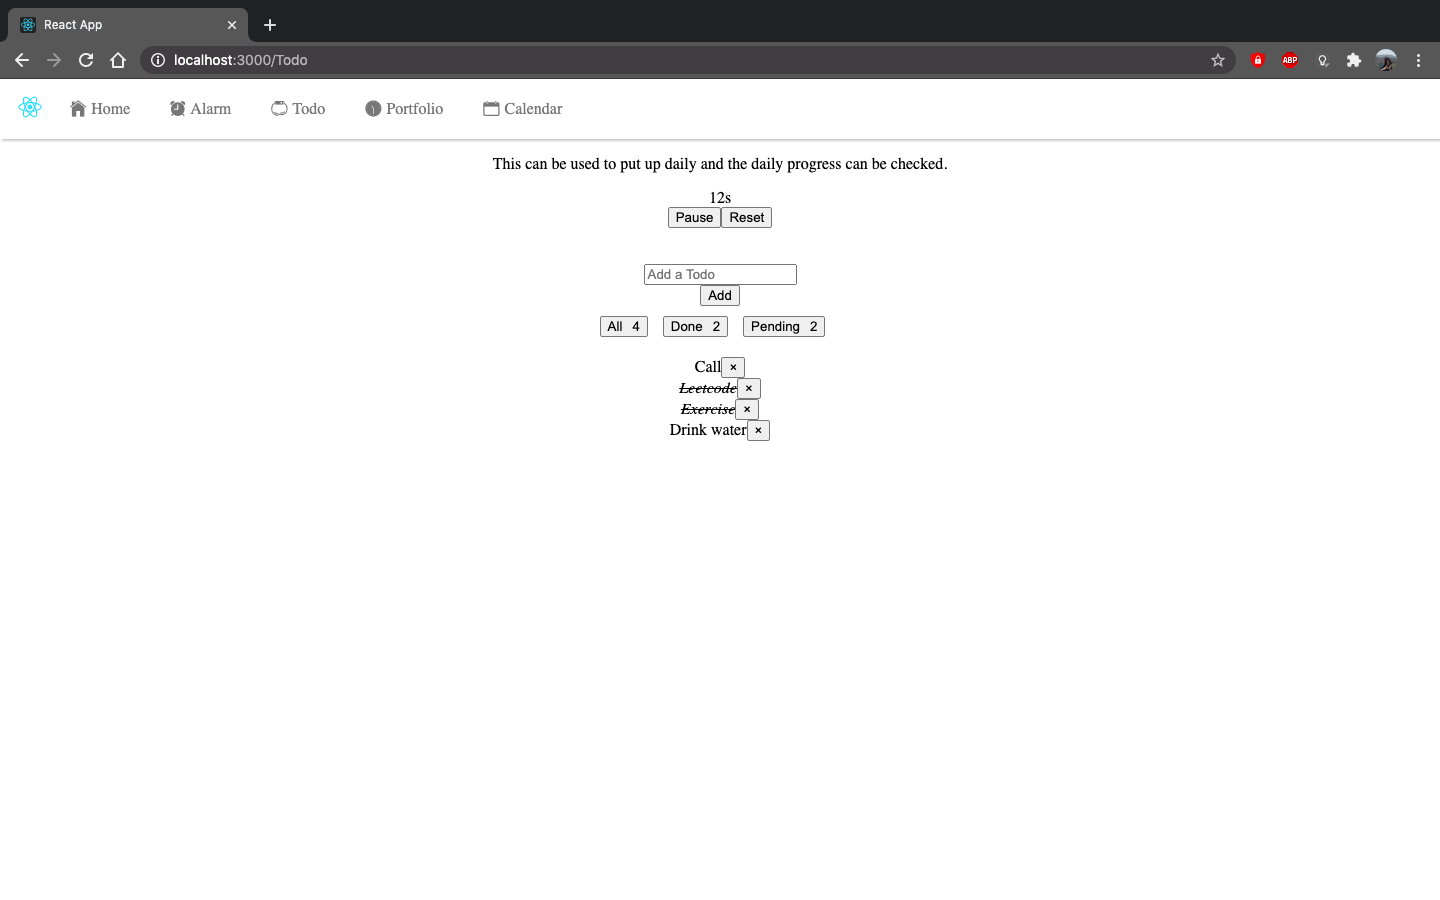 React App
localhost:3000/Todo
ABP
Home Alarm Todo Portfolio Calendar
This can be used to put up daily and the daily progress can be checked.
12s
Pause Reset
Add a Todo
Add
All 4 Done 2 Pending 2
Call ×
Leetcode ×
Exercise ×
Drink water ×